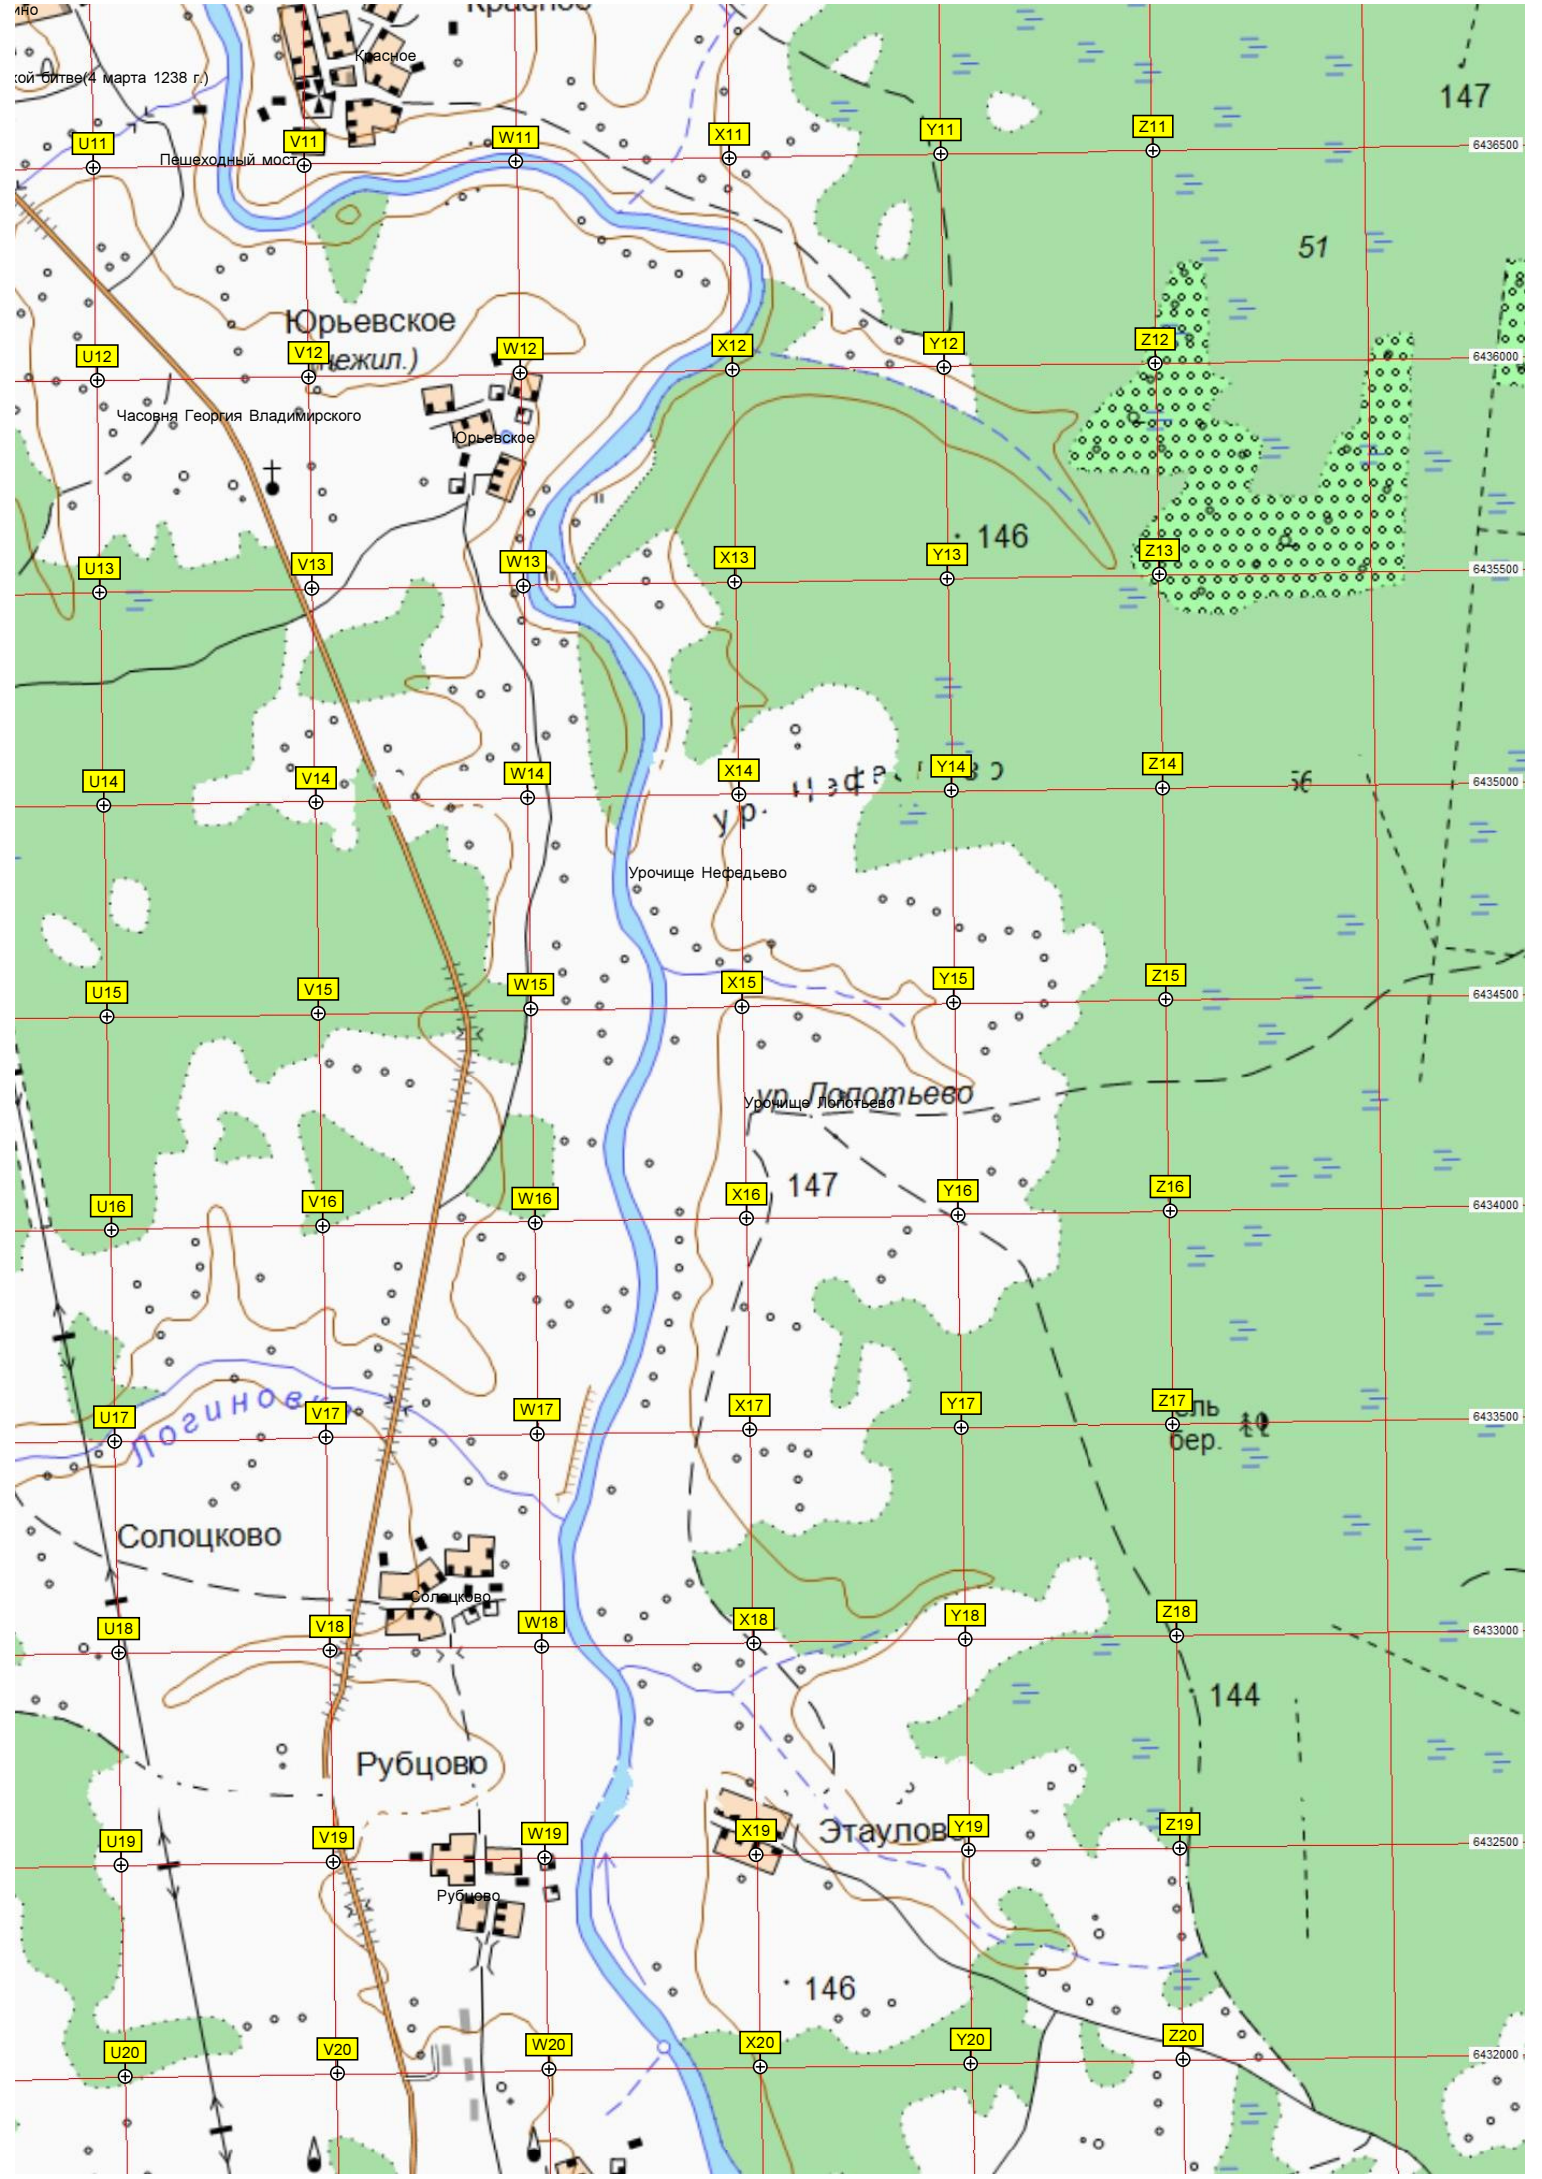 Красное
Красное
кой битве(4 марта 1238 г.)
147
U11 V11 W11 X11 Y11 Z11
6436500
Пешеходный мост
51
Юрьевское
U12 V12 W12 X12 Y12 Z12
6436000
Часовня Георгия Владимирского
Юрьевское
146
U13 V13 W13 X13 Y13 Z13
6435500
U14 V14 W14 X14 Y14 Z14
6435000
ур.
Урочище Нефедьево
U15 V15 W15 X15 Y15 Z15
6434500
ур. Лопотьево
Урочище Лопотьево
147
U16 V16 W16 X16 Y16 Z16
6434000
U17 V17 W17 X17 Y17 Z17
6433500
бер.
Солоцково
Солоцково
U18 V18 W18 X18 Y18 Z18
6433000
144
Рубцово
Этаулово
U19 V19 W19 X19 Y19 Z19
6432500
Рубцово
146
U20 V20 W20 X20 Y20 Z20
6432000